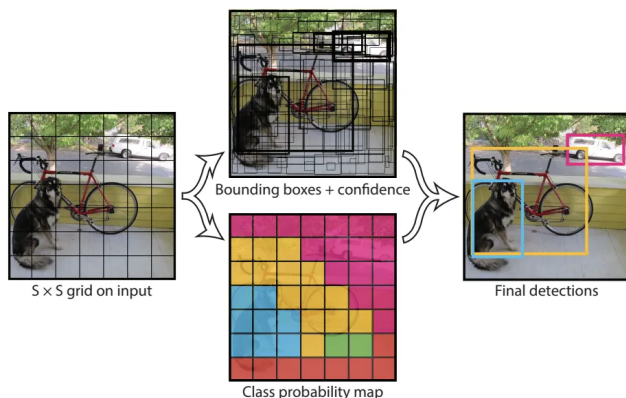 Bounding boxes + confidence
S × S grid on input
Final detections
Class probability map